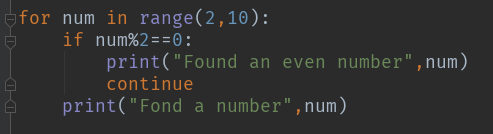 for num in range(2,10):
    if num%2==0:
        print("Found an even number",num)
        continue
    print("Fond a number",num)